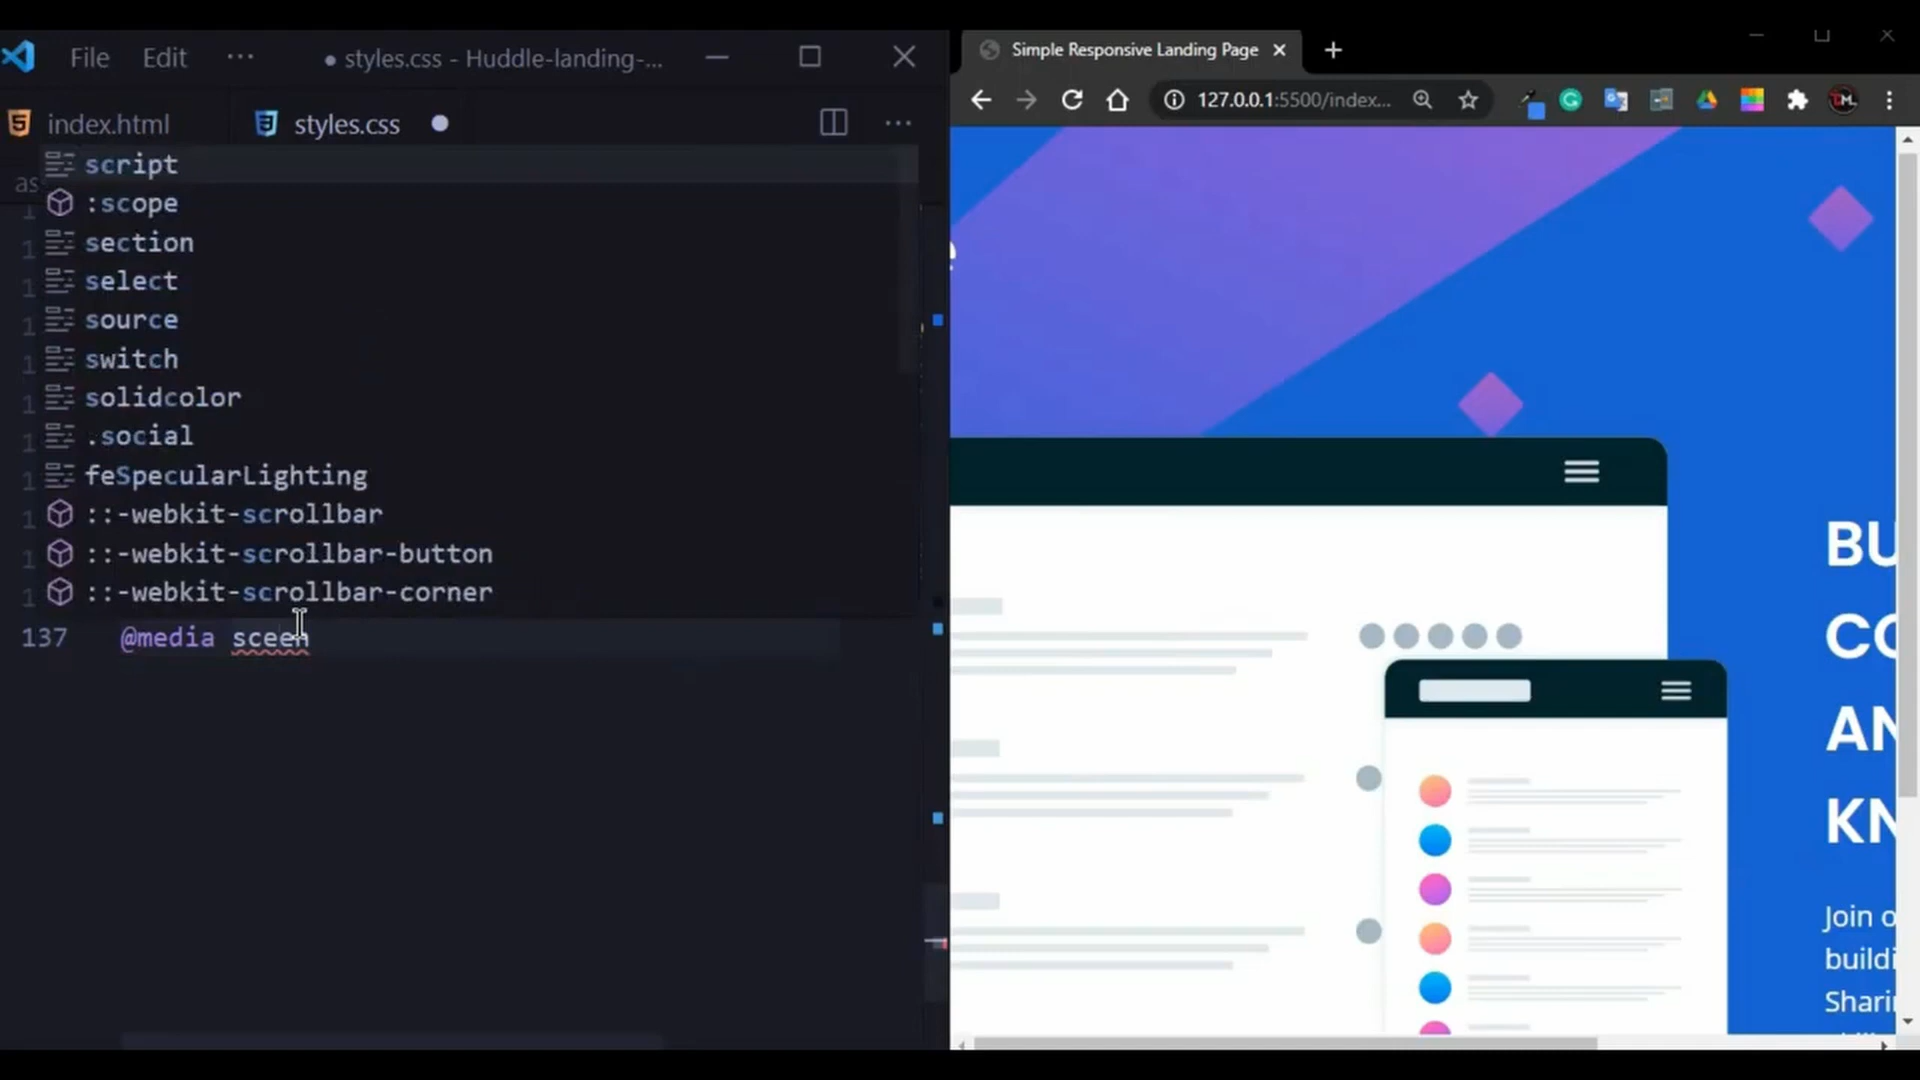 File Edit ··· ● styles.css - Huddle-landing-...
index.html styles.css ●
as
script
:scope
section
select
source
switch
solidcolor
.social
feSpecularLighting
::-webkit-scrollbar
::-webkit-scrollbar-button
::-webkit-scrollbar-corner
137 @media sceen
Simple Responsive Landing Page
127.0.0.1:5500/index...
e
BU
CO
AN
KN
Join o
buildi
Sharin